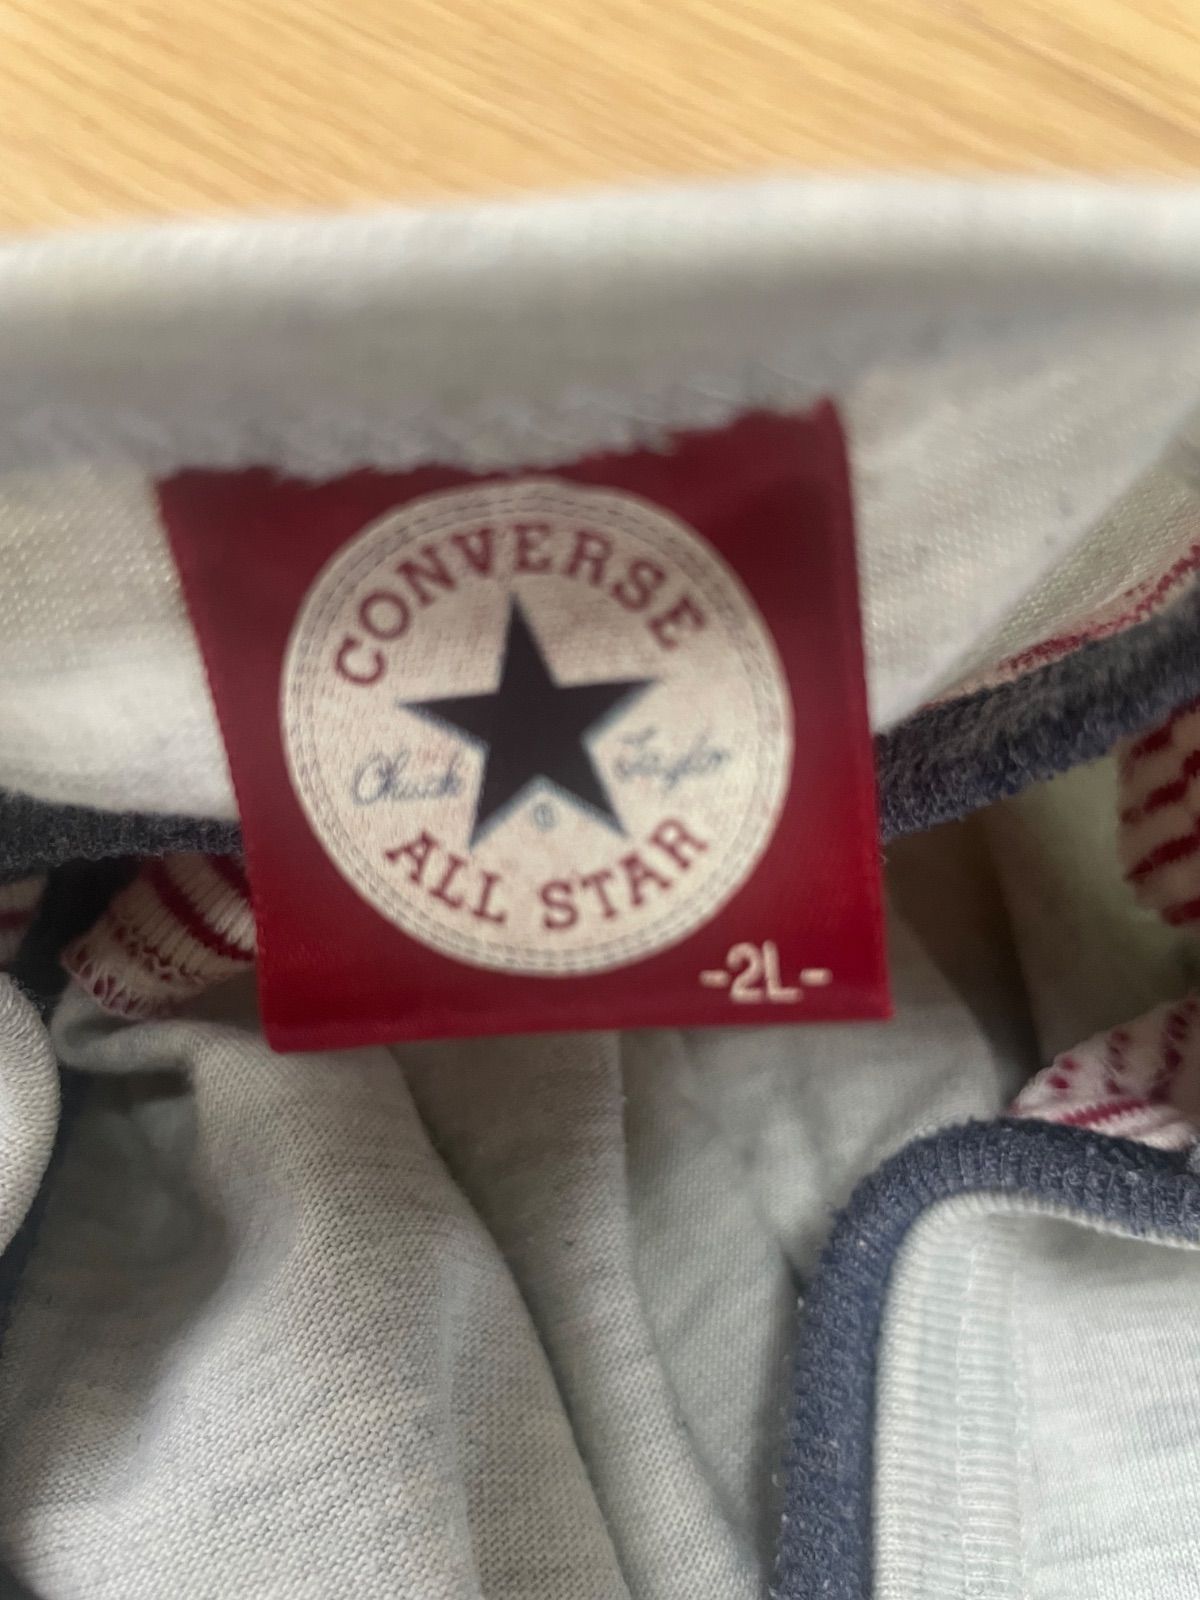 CONVERSE
Chuck Taylor
ALL STAR
-2L-